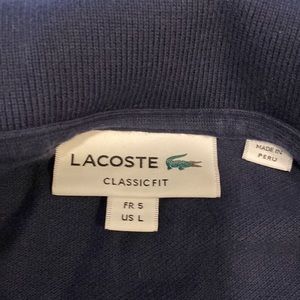 LACOSTE
CLASSIC FIT
FR 5
US L
MADE IN
PERU